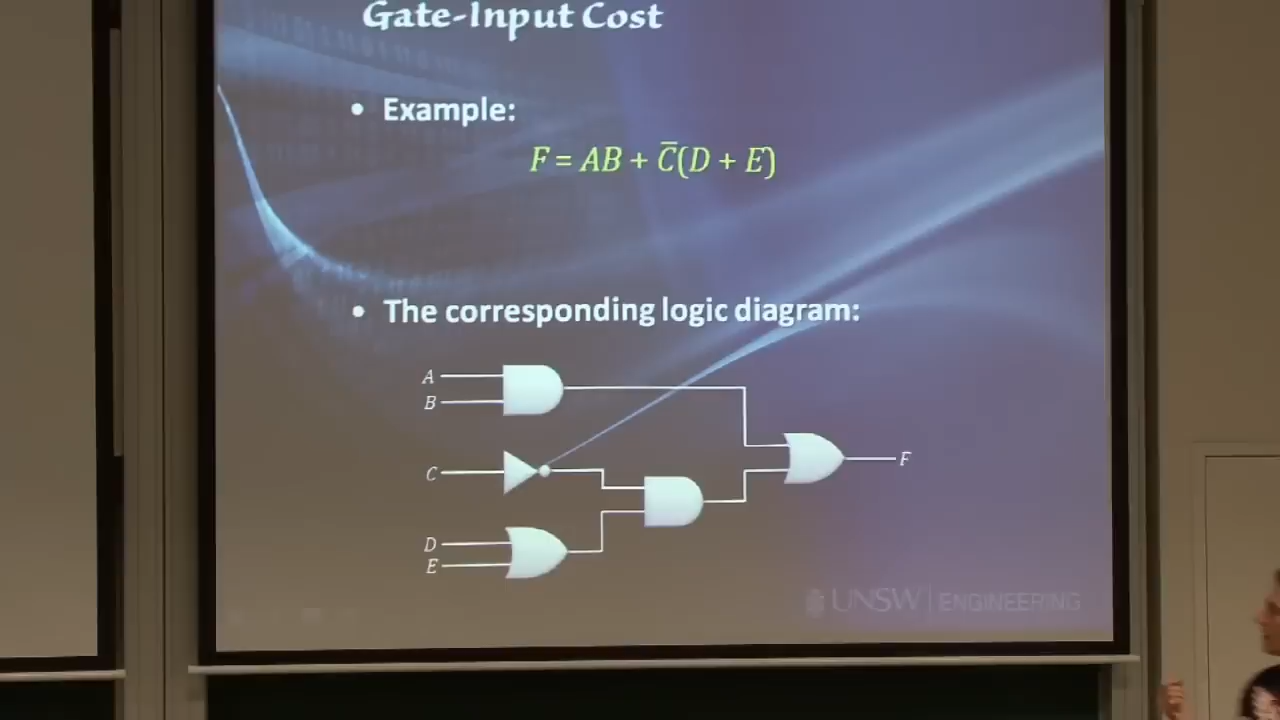 Gate-Input Cost
• Example:
F = AB + C̅(D + E)
• The corresponding logic diagram:
A
B
C
F
D
E
UNSW | ENGINEERING